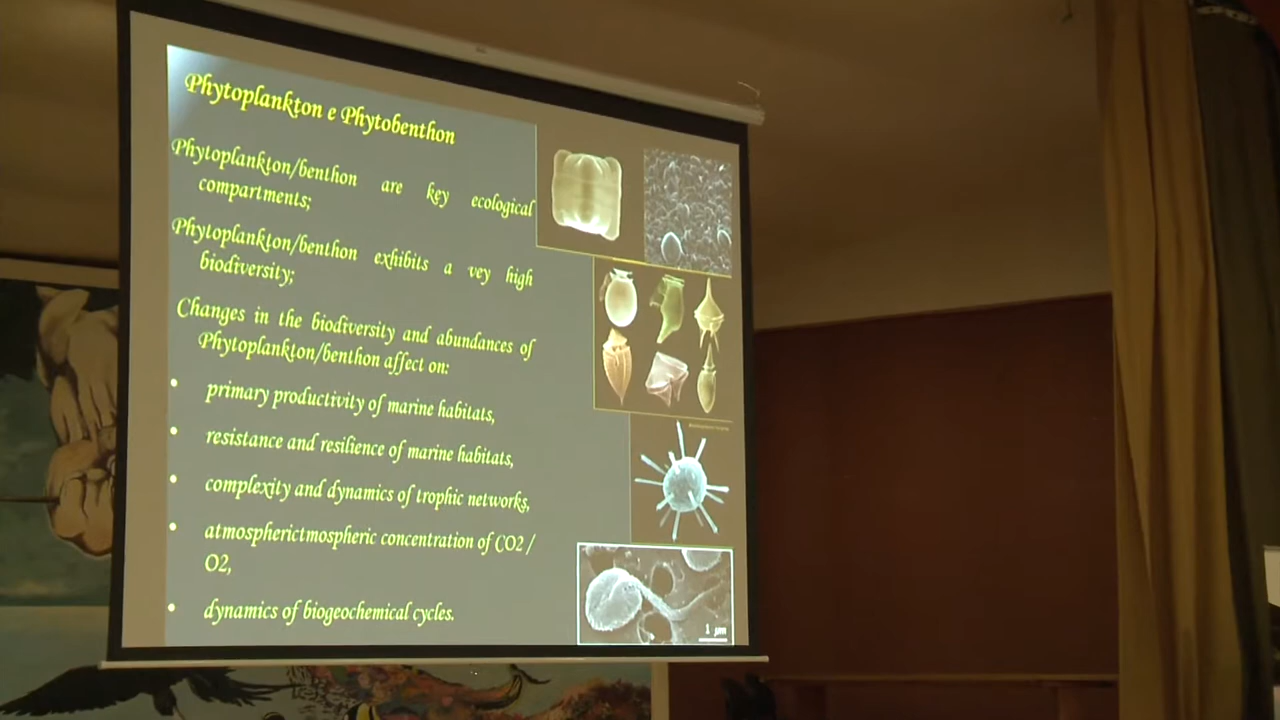 Phytoplankton e Phytobenthon
Phytoplankton/benthon are key ecological
compartments;
Phytoplankton/benthon exhibits a vey high
biodiversity;
Changes in the biodiversity and abundances of
Phytoplankton/benthon affect on:
• primary productivity of marine habitats,
• resistance and resilience of marine habitats,
• complexity and dynamics of trophic networks,
• atmospherictmospheric concentration of CO2 /
O2,
• dynamics of biogeochemical cycles.
1 µm